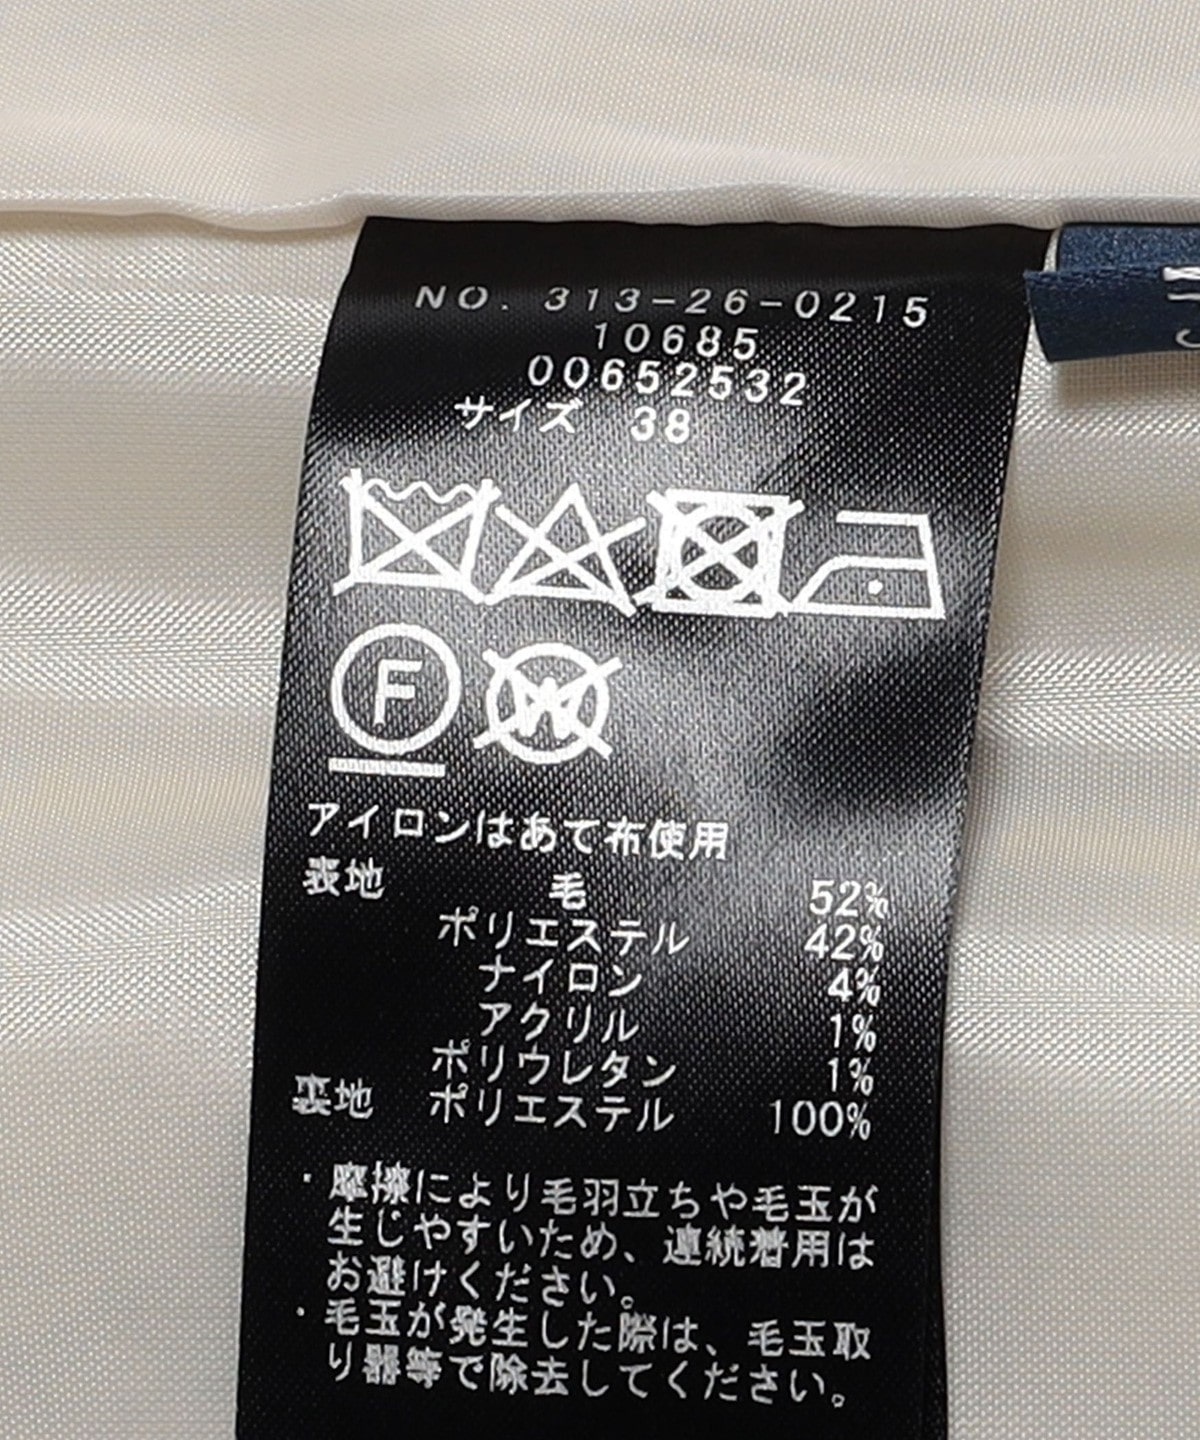 NO. 313-26-0215
10685
00652532
サイズ 38
F
W
アイロンはあて布使用
表地 毛 52%
ポリエステル 42%
ナイロン 4%
アクリル 1%
ポリウレタン 1%
裏地 ポリエステル 100%
・摩擦により毛羽立ちや毛玉が
生じやすいため、連続着用は
お避けください。
・毛玉が発生した際は、毛玉取
り器等で除去してください。